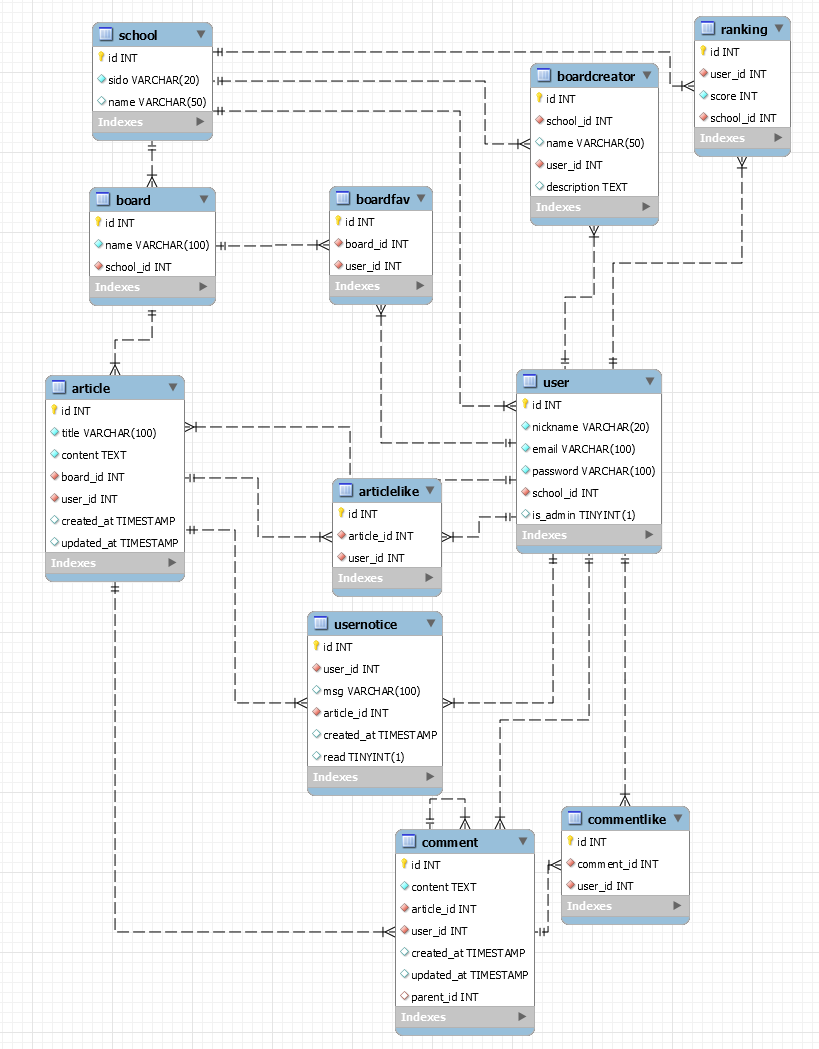 school
id INT
sido VARCHAR(20)
name VARCHAR(50)
Indexes
ranking
id INT
user_id INT
score INT
school_id INT
Indexes
boardcreator
id INT
school_id INT
name VARCHAR(50)
user_id INT
description TEXT
Indexes
board
id INT
name VARCHAR(100)
school_id INT
Indexes
boardfav
id INT
board_id INT
user_id INT
Indexes
article
id INT
title VARCHAR(100)
content TEXT
board_id INT
user_id INT
created_at TIMESTAMP
updated_at TIMESTAMP
Indexes
user
id INT
nickname VARCHAR(20)
email VARCHAR(100)
password VARCHAR(100)
school_id INT
is_admin TINYINT(1)
Indexes
articlelike
id INT
article_id INT
user_id INT
Indexes
usernotice
id INT
user_id INT
msg VARCHAR(100)
article_id INT
created_at TIMESTAMP
read TINYINT(1)
Indexes
comment
id INT
content TEXT
article_id INT
user_id INT
created_at TIMESTAMP
updated_at TIMESTAMP
parent_id INT
Indexes
commentlike
id INT
comment_id INT
user_id INT
Indexes